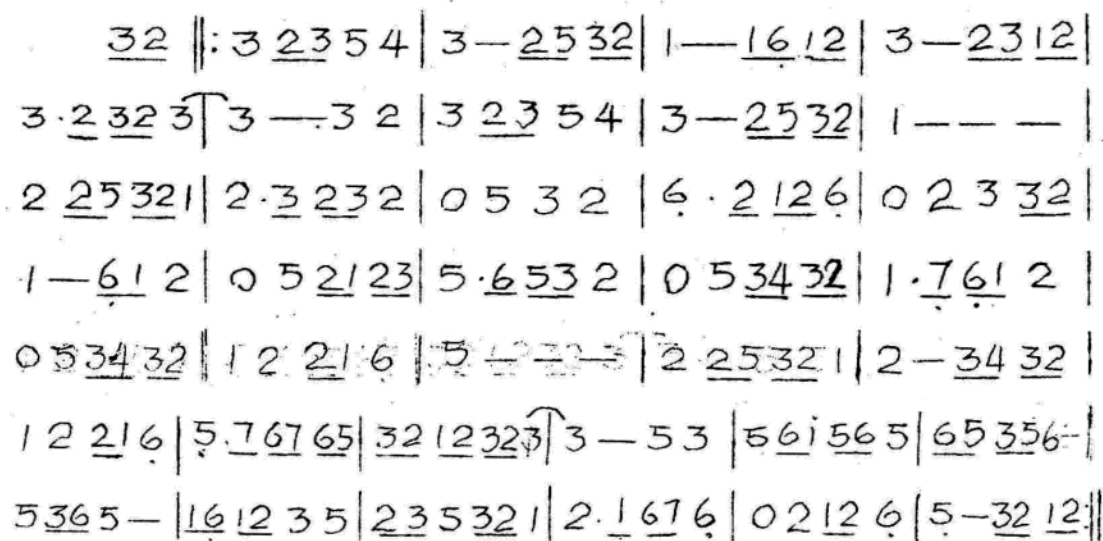 32 ‖: 3 23 5 4 | 3 — 25 32 | 1 — — 16 12 | 3 — 23 12 |
3 · 2 32 3 | 3 — · 3 2 | 3 23 5 4 | 3 — 25 32 | 1 — — — |
2 25 32 1 | 2 · 3 23 2 | 0 5 3 2 | 6 · 2 12 6 | 0 2 3 32 |
1 — 61 2 | 0 5 21 23 | 5 · 6 53 2 | 0 5 34 32 | 1 · 7 61 2 |
0 5 34 32 ‖ 1 2 21 6 | 5 — — — | 2 25 32 1 | 2 — 34 32 |
1 2 21 6 | 5 · 7 67 65 | 32 12 32 3 | 3 — 5 3 | 5 61 56 5 | 65 35 6 — |
5 36 5 — | 16 12 3 5 | 23 5 32 1 | 2 · 1 67 6 | 0 2 12 6 | 5 — 32 12 :‖